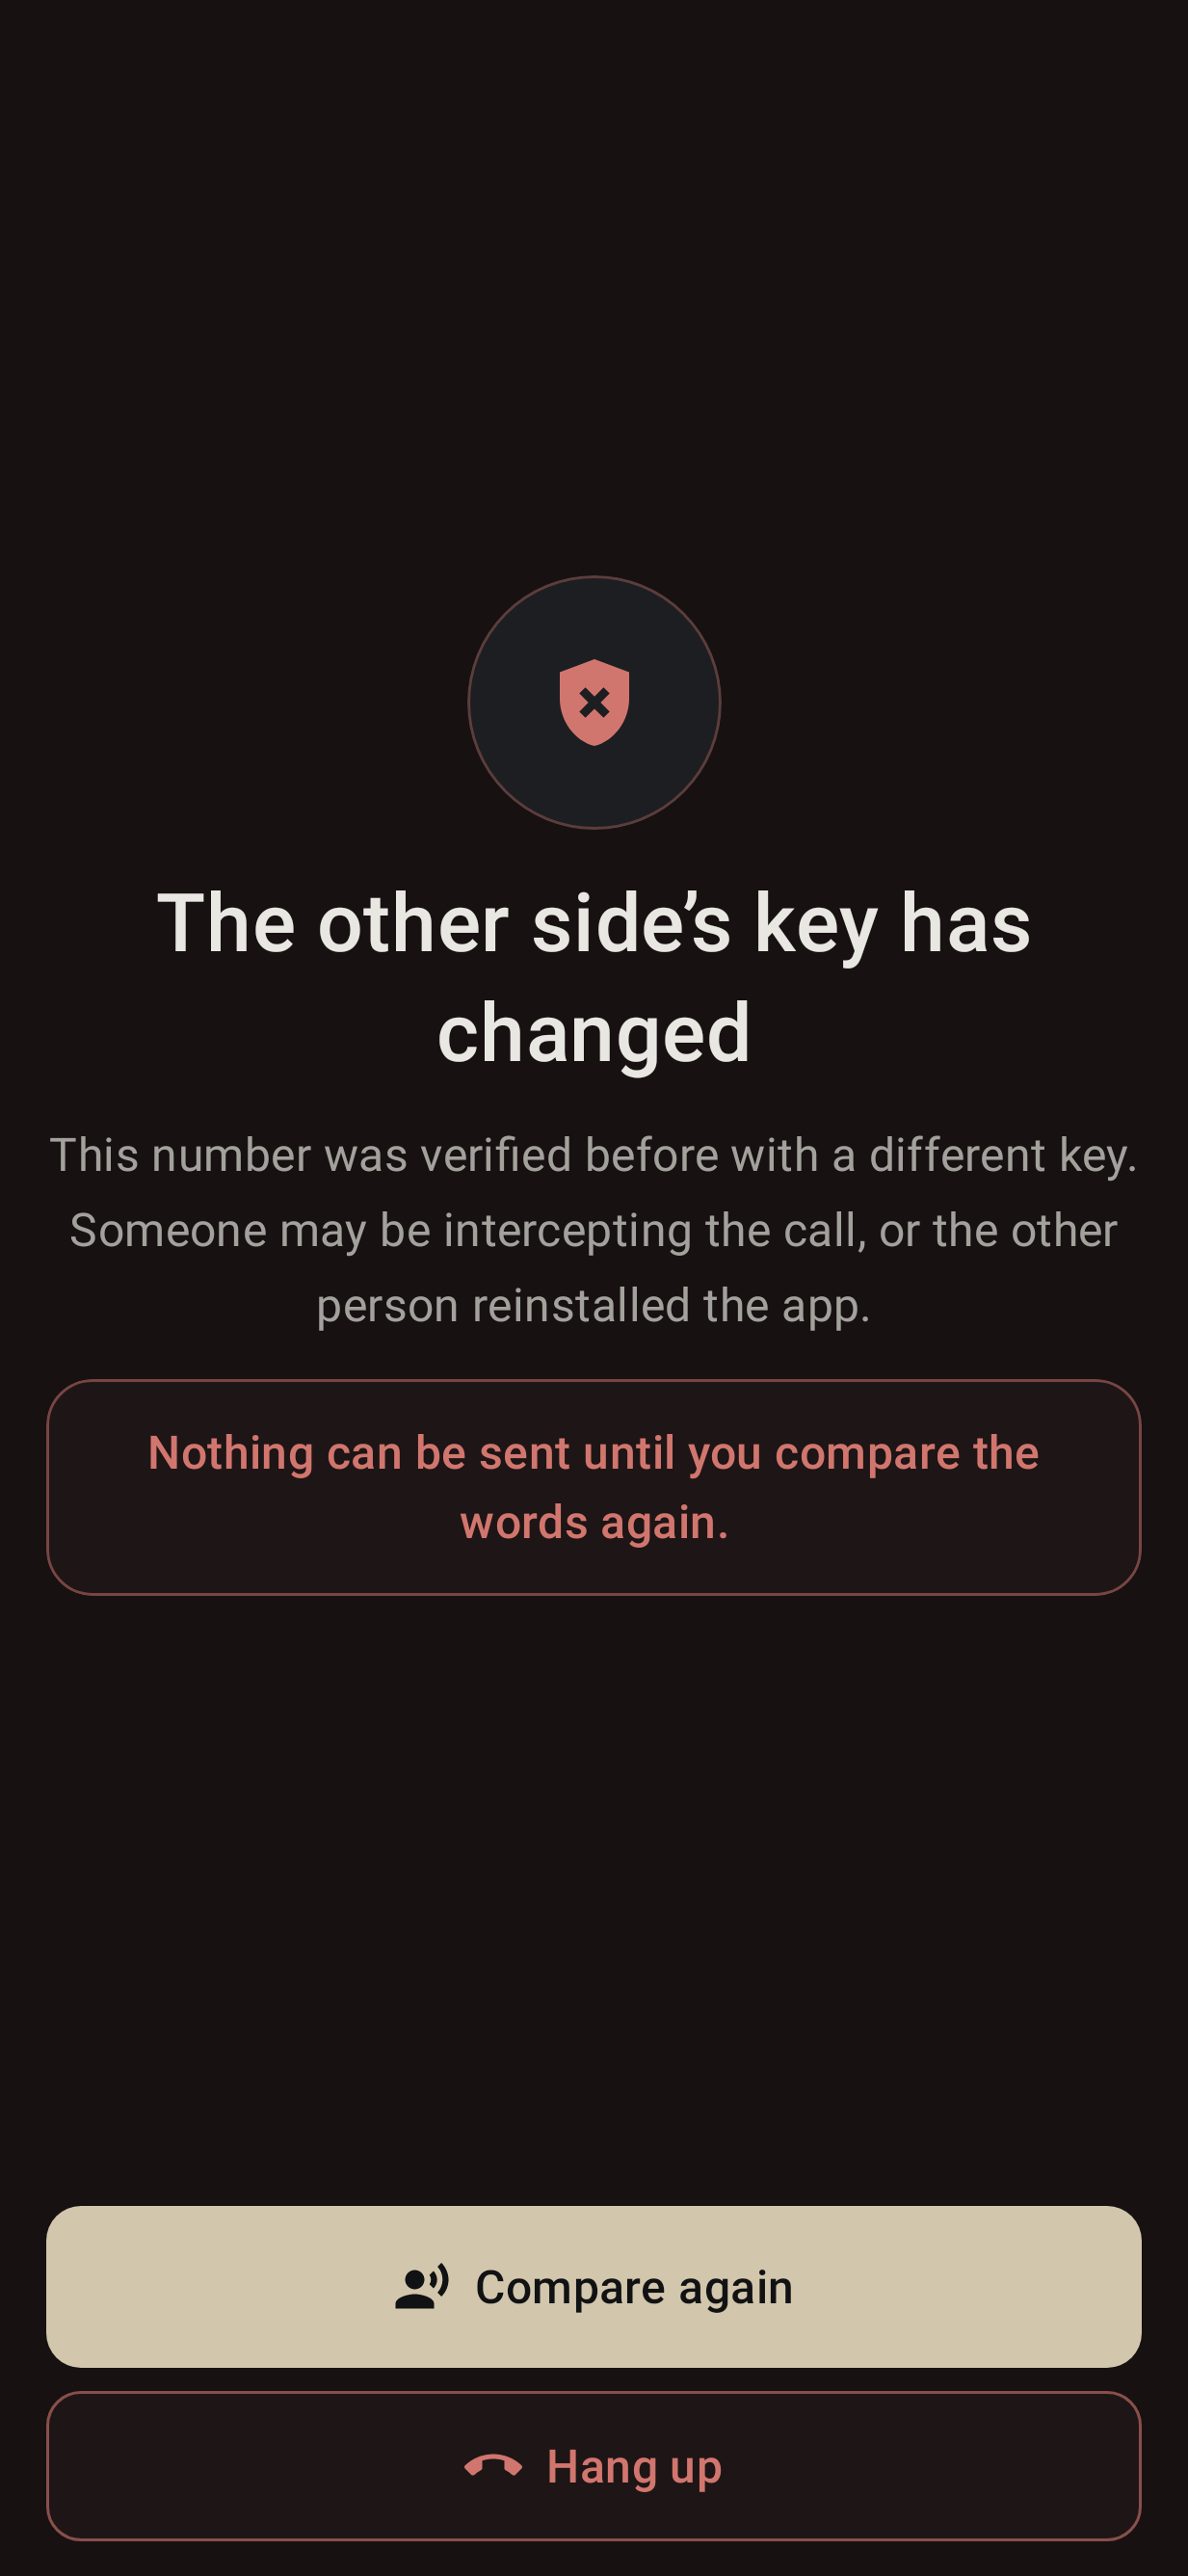 The other side’s key has
changed
This number was verified before with a different key.
Someone may be intercepting the call, or the other
person reinstalled the app.
Nothing can be sent until you compare the
words again.
Compare again
Hang up